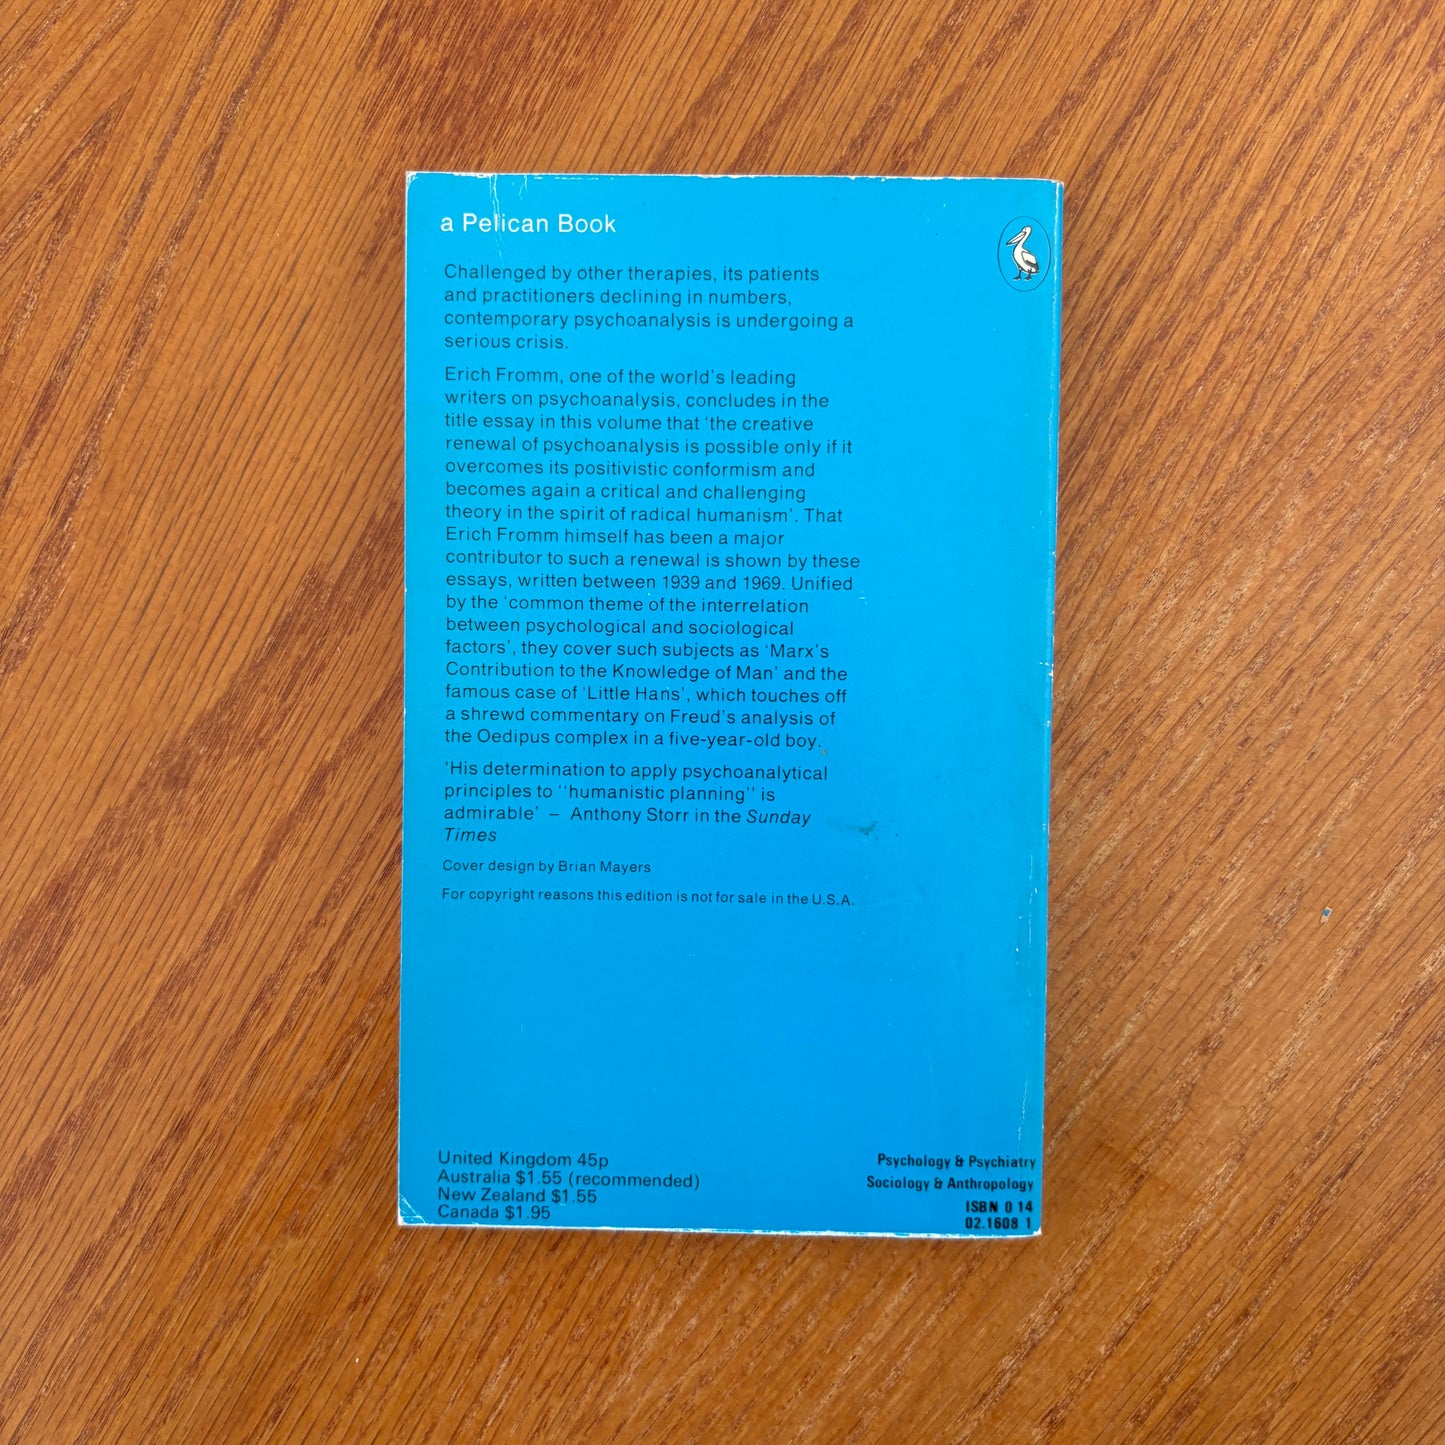 a Pelican Book
Challenged by other therapies, its patients
and practitioners declining in numbers,
contemporary psychoanalysis is undergoing a
serious crisis.
Erich Fromm, one of the world's leading
writers on psychoanalysis, concludes in the
title essay in this volume that 'the creative
renewal of psychoanalysis is possible only if it
overcomes its positivistic conformism and
becomes again a critical and challenging
theory in the spirit of radical humanism'. That
Erich Fromm himself has been a major
contributor to such a renewal is shown by these
essays, written between 1939 and 1969. Unified
by the 'common theme of the interrelation
between psychological and sociological
factors', they cover such subjects as 'Marx's
Contribution to the Knowledge of Man' and the
famous case of 'Little Hans', which touches off
a shrewd commentary on Freud's analysis of
the Oedipus complex in a five-year-old boy.
'His determination to apply psychoanalytical
principles to ''humanistic planning'' is
admirable' – Anthony Storr in the Sunday
Times
Cover design by Brian Mayers
For copyright reasons this edition is not for sale in the U.S.A.
United Kingdom 45p
Australia $1.55 (recommended)
New Zealand $1.55
Canada $1.95
Psychology & Psychiatry
Sociology & Anthropology
ISBN 0 14
02.1608 1